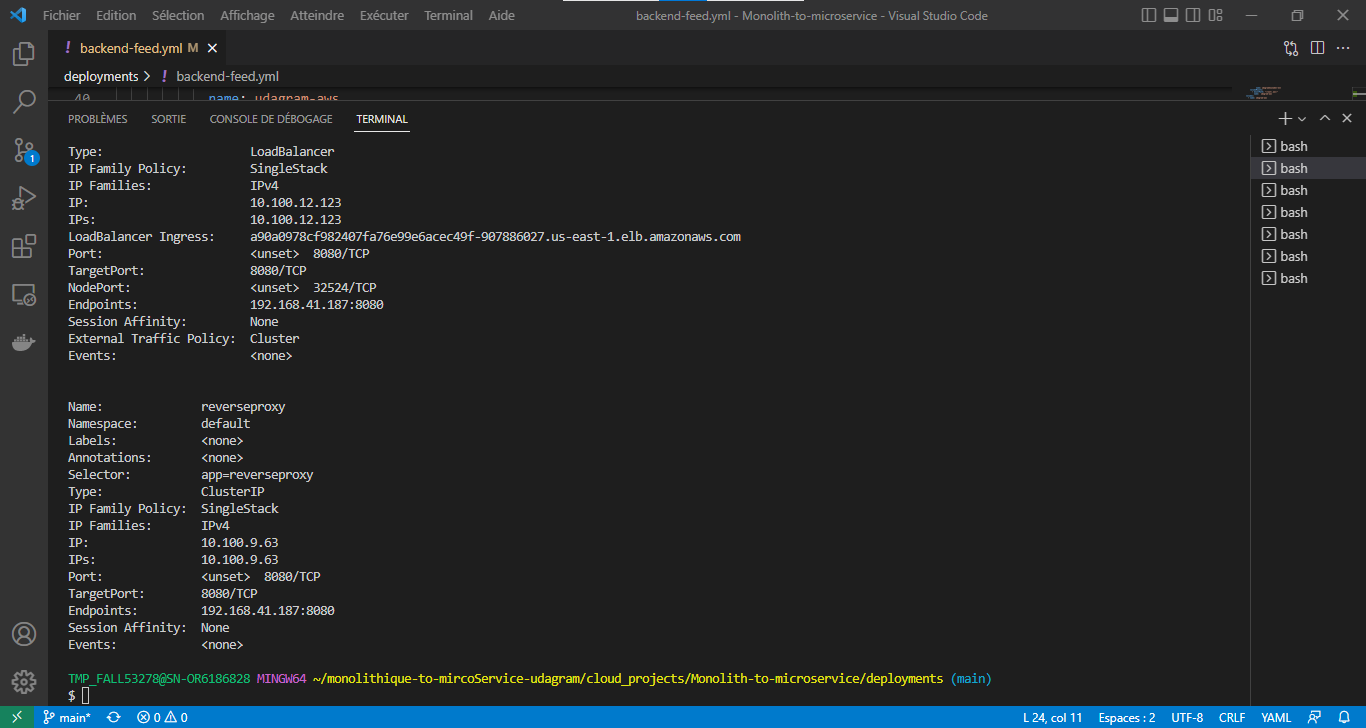 Fichier Edition Sélection Affichage Atteindre Exécuter Terminal Aide backend-feed.yml - Monolith-to-microservice - Visual Studio Code
! backend-feed.yml M
deployments > ! backend-feed.yml
40 name: udagram-aws
PROBLÈMES SORTIE CONSOLE DE DÉBOGAGE TERMINAL
Type: LoadBalancer
IP Family Policy: SingleStack
IP Families: IPv4
IP: 10.100.12.123
IPs: 10.100.12.123
LoadBalancer Ingress: a90a0978cf982407fa76e99e6acec49f-907886027.us-east-1.elb.amazonaws.com
Port: <unset> 8080/TCP
TargetPort: 8080/TCP
NodePort: <unset> 32524/TCP
Endpoints: 192.168.41.187:8080
Session Affinity: None
External Traffic Policy: Cluster
Events: <none>
Name: reverseproxy
Namespace: default
Labels: <none>
Annotations: <none>
Selector: app=reverseproxy
Type: ClusterIP
IP Family Policy: SingleStack
IP Families: IPv4
IP: 10.100.9.63
IPs: 10.100.9.63
Port: <unset> 8080/TCP
TargetPort: 8080/TCP
Endpoints: 192.168.41.187:8080
Session Affinity: None
Events: <none>
TMP_FALL53278@SN-OR6186828 MINGW64 ~/monolithique-to-mircoService-udagram/cloud_projects/Monolith-to-microservice/deployments (main)
$
bash
bash
bash
bash
bash
bash
bash
1
main* 0 0 L 24, col 11 Espaces : 2 UTF-8 CRLF YAML